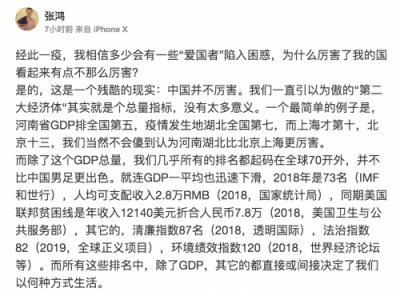 张鸿
7小时前 来自 iPhone X
经此一疫，我相信多少会有一些“爱国者”陷入困惑，为什么厉害了我的国
看起来有点不那么厉害？
是的，这是一个残酷的现实：中国并不厉害。我们一直引以为傲的“第二
大经济体“其实就是个总量指标，没有太多意义。一个最简单的例子是，
河南省GDP排全国第五，疫情发生地湖北全国第七，而上海才第十，北
京十三，我们当然不会傻到认为河南湖北比北京上海更厉害。
而除了这个GDP总量，我们几乎所有的排名都起码在全球70开外，并不
比中国男足更出色。就连GDP一平均也迅速下滑，2018年是73名（IMF
和世行），人均可支配收入2.8万RMB（2018，国家统计局），同期美国
联邦贫困线是年收入12140美元折合人民币7.8万（2018，美国卫生与公
共服务部），其它的，清廉指数87名（2018，透明国际），法治指数
82（2019，全球正义项目），环境绩效指数120（2018，世界经济论坛
等）。而所有这些排名中，除了GDP，其它的都直接或间接决定了我们
以何种方式生活。